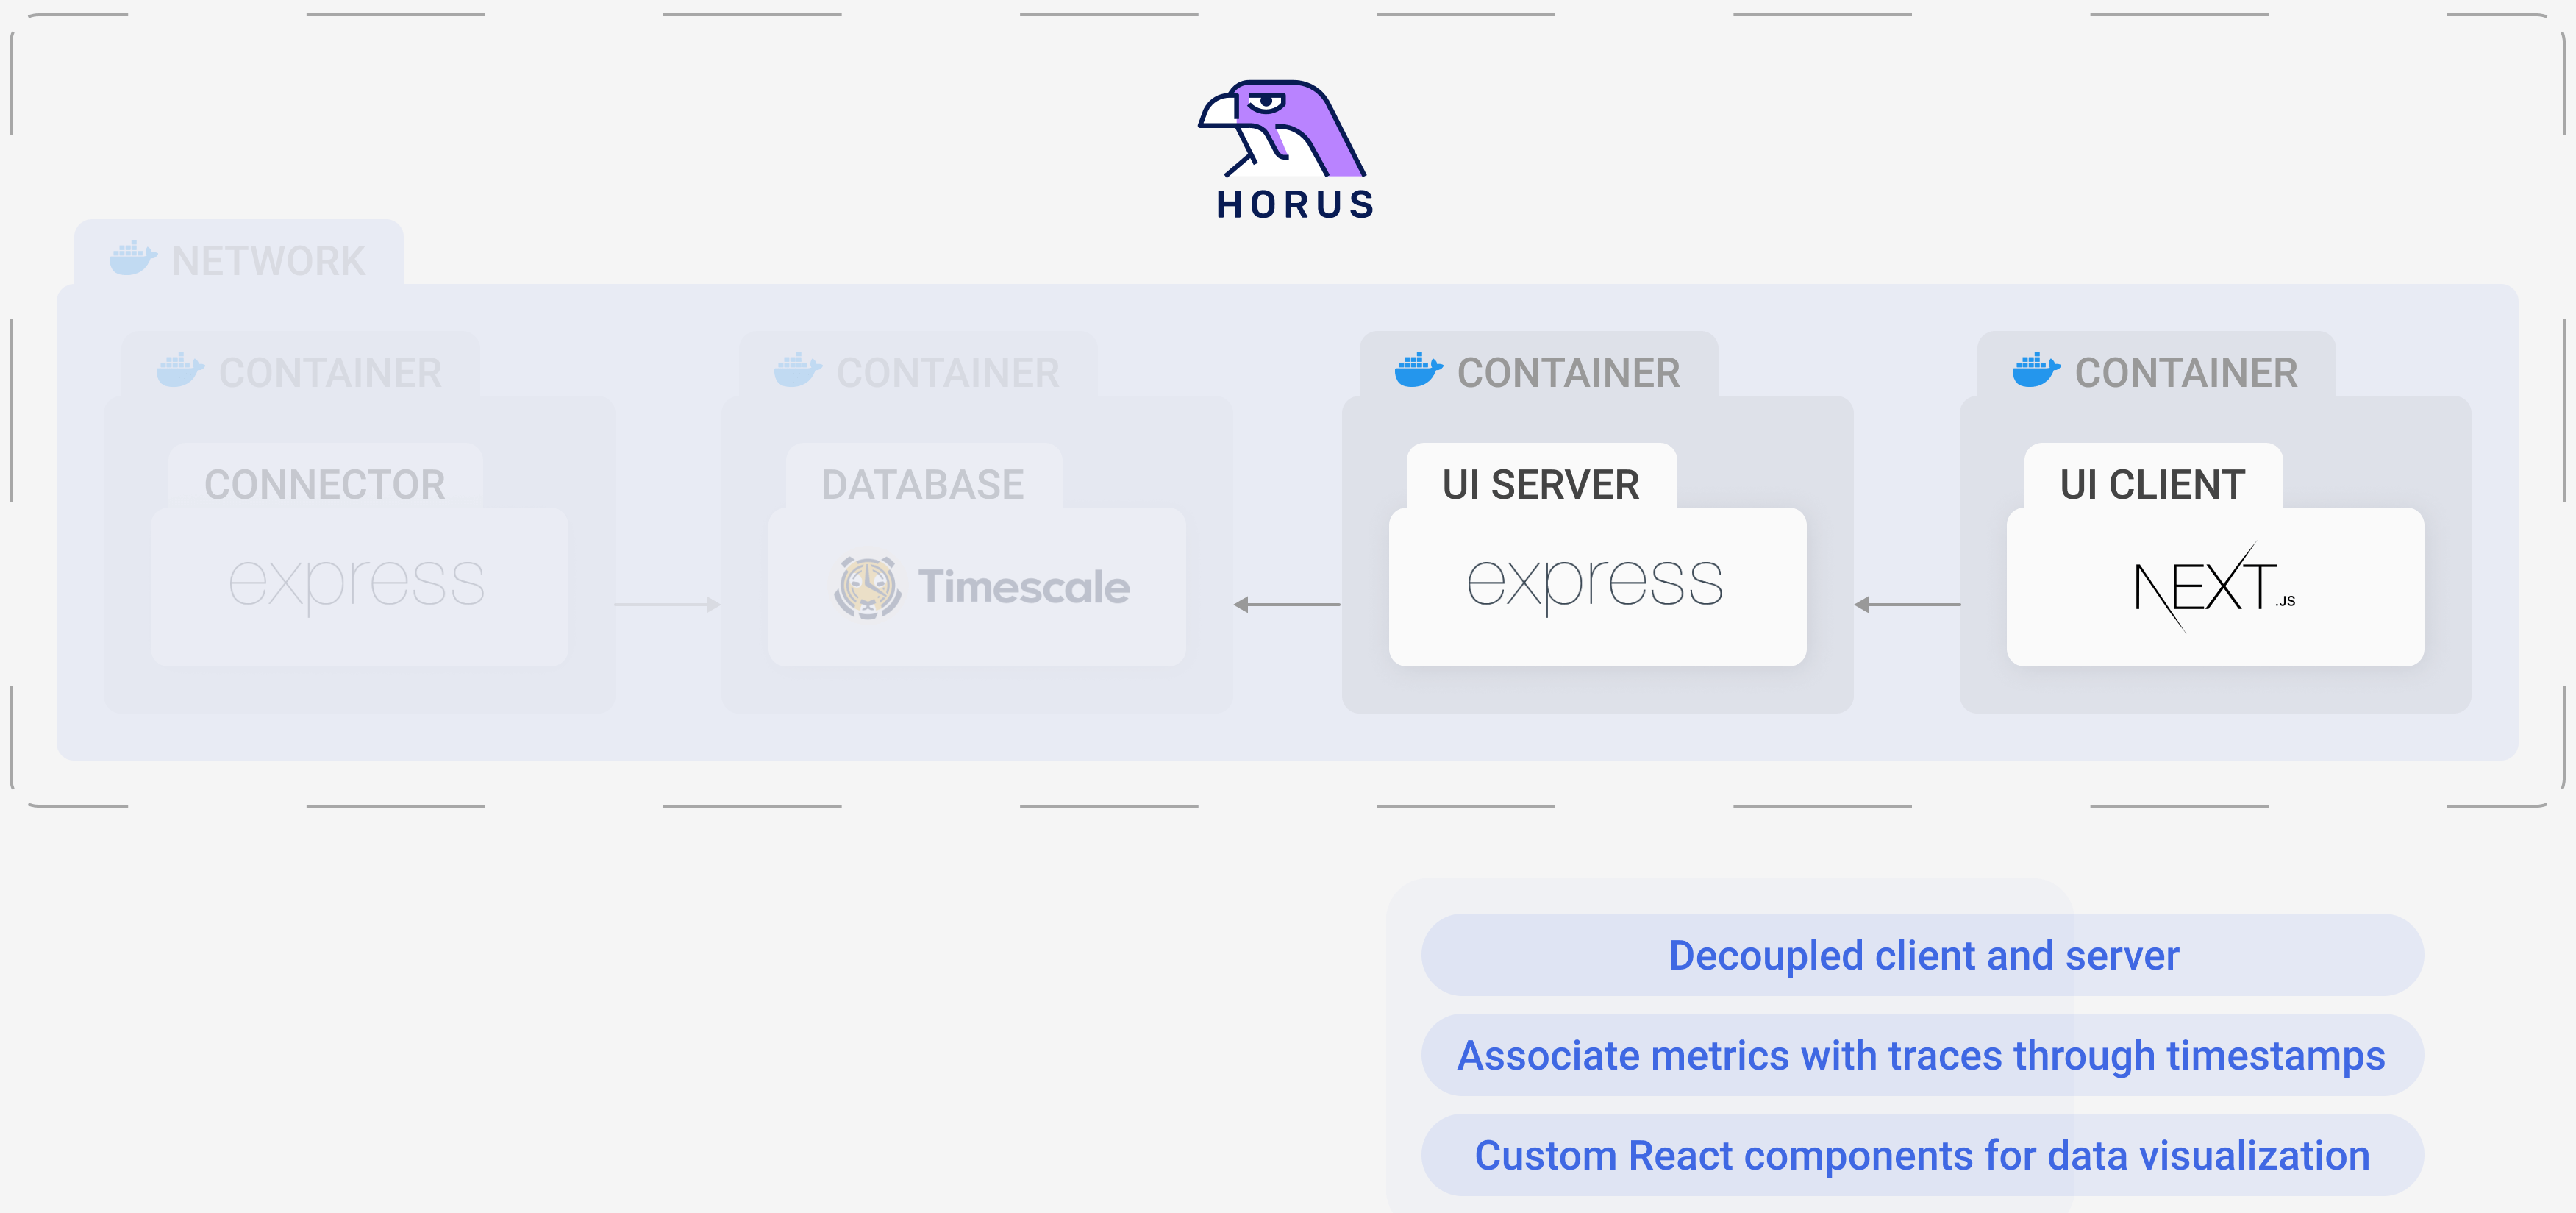 HORUS
NETWORK
CONTAINER
CONNECTOR
express
CONTAINER
DATABASE
Timescale
CONTAINER
UI SERVER
express
CONTAINER
UI CLIENT
NEXT.JS
Decoupled client and server
Associate metrics with traces through timestamps
Custom React components for data visualization